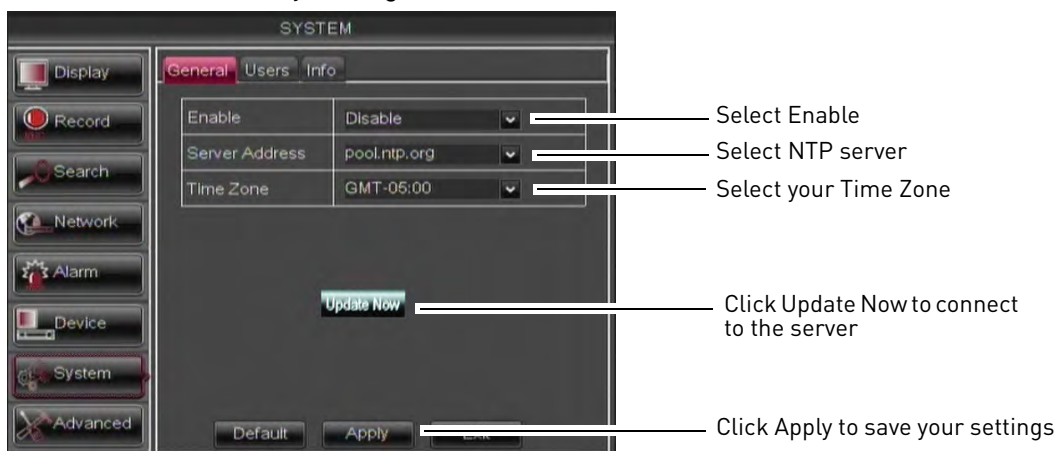 SYSTEM
Display
General Users Info
Record
Enable Disable
Select Enable
Server Address pool.ntp.org
Select NTP server
Search
Time Zone GMT-05:00
Select your Time Zone
Network
Alarm
Update Now
Click Update Now to connect
to the server
Device
System
Advanced
Default Apply
Click Apply to save your settings